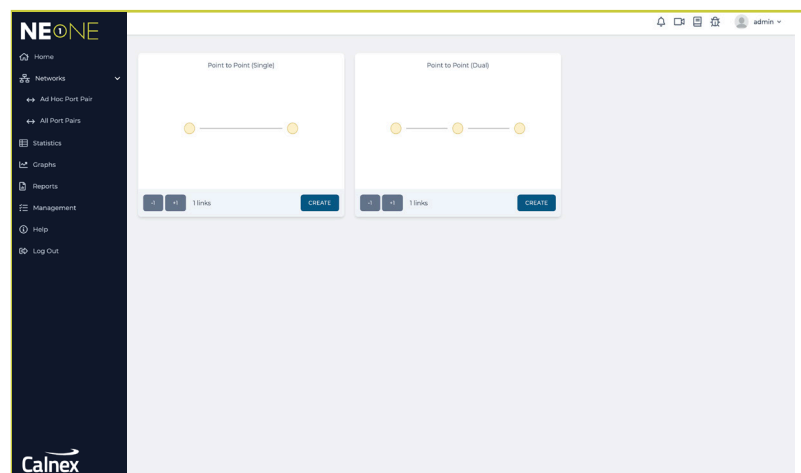 NE1NE
admin
Home
Networks
Ad Hoc Port Pair
All Port Pairs
Statistics
Graphs
Reports
Management
Help
Log Out
Calnex
Point to Point (Single)
-1 +1 1 links CREATE
Point to Point (Dual)
-1 +1 1 links CREATE